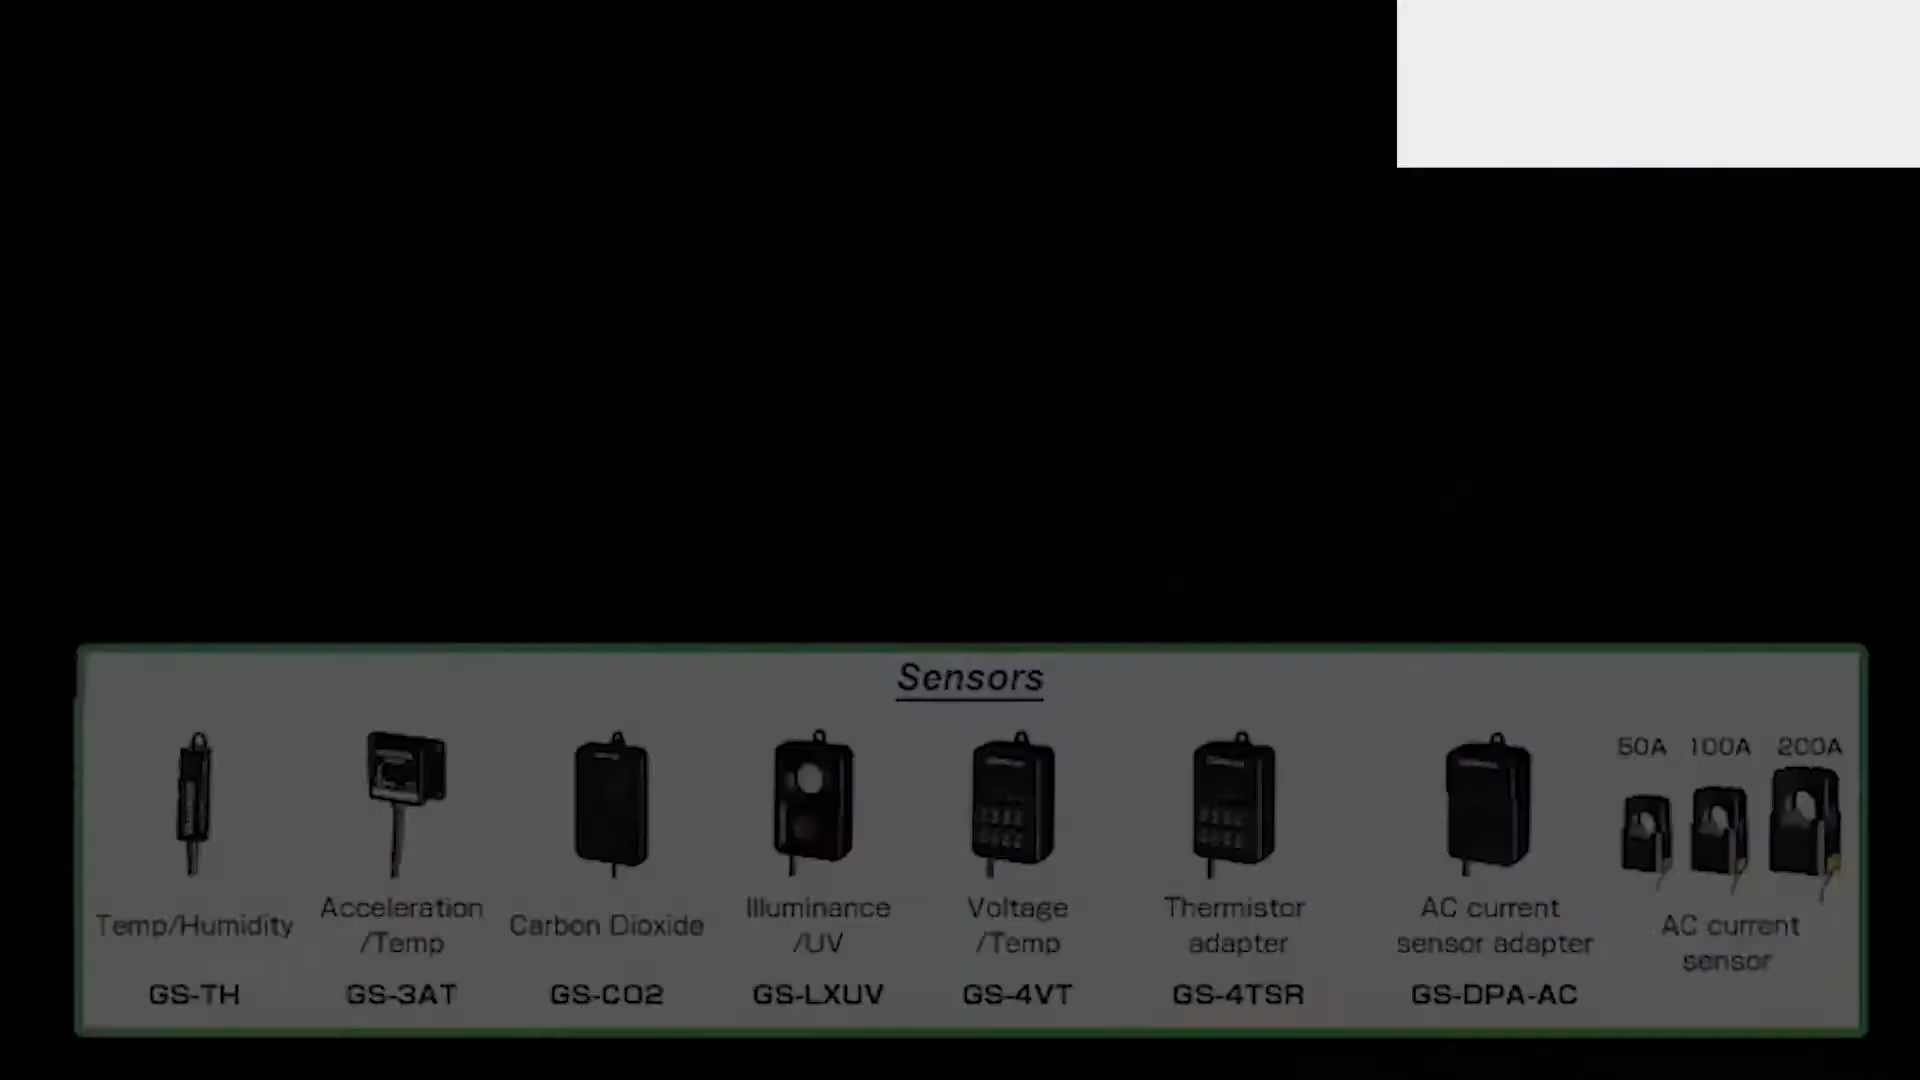 Sensors
50A 100A 200A
Temp/Humidity
Acceleration
/Temp
Carbon Dioxide
Illuminance
/UV
Voltage
/Temp
Thermistor
adapter
AC current
sensor adapter
AC current
sensor
GS-TH
GS-3AT
GS-CO2
GS-LXUV
GS-4VT
GS-4TSR
GS-DPA-AC